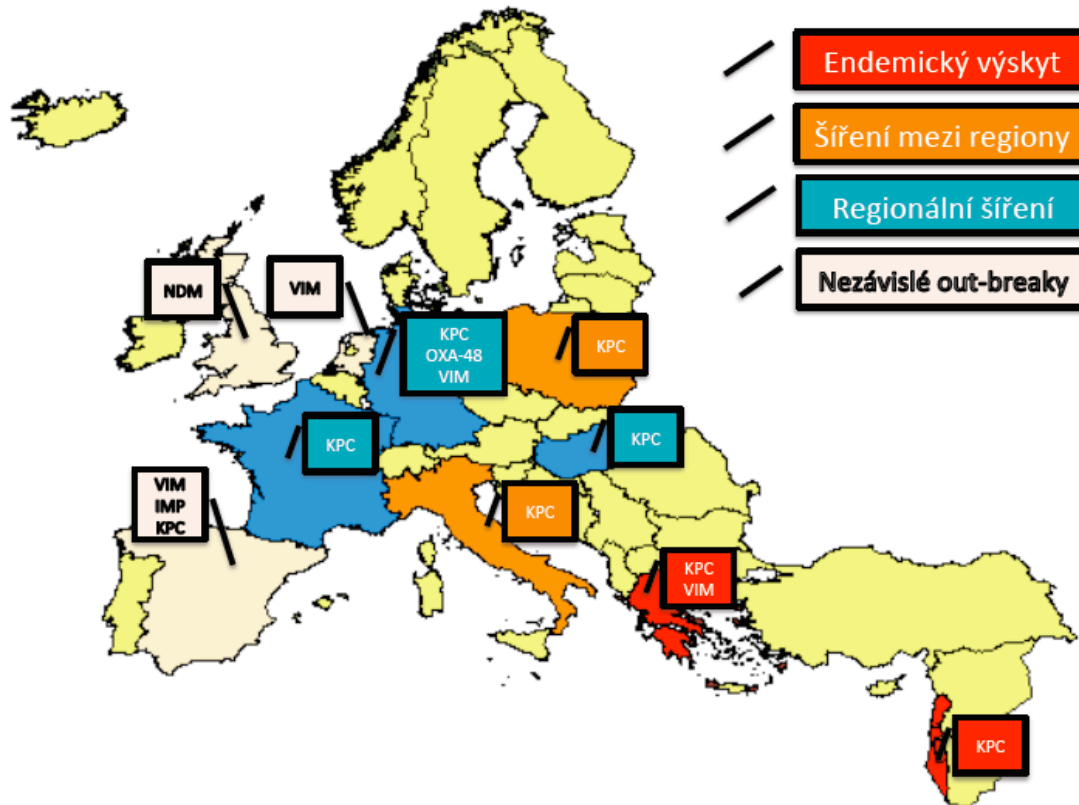 Endemický výskyt
Šíření mezi regiony
Regionální šíření
Nezávislé out-breaky
NDM
VIM
KPC
OXA-48
VIM
KPC
KPC
KPC
VIM
IMP
KPC
KPC
KPC
VIM
KPC